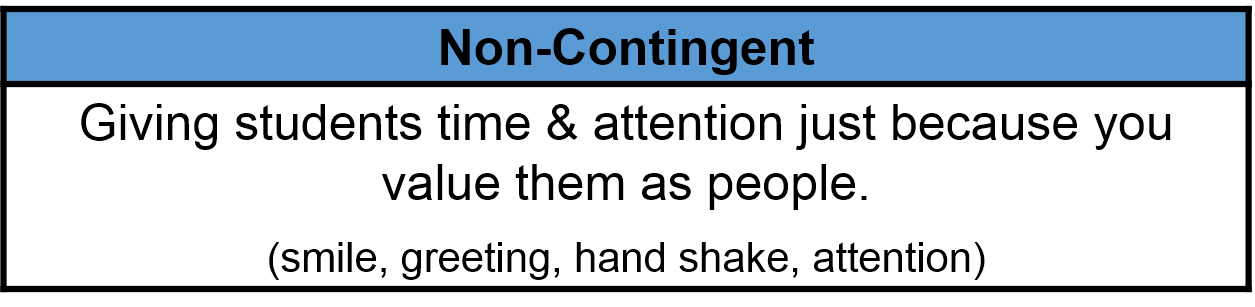 Non-Contingent
Giving students time & attention just because you
value them as people.
(smile, greeting, hand shake, attention)